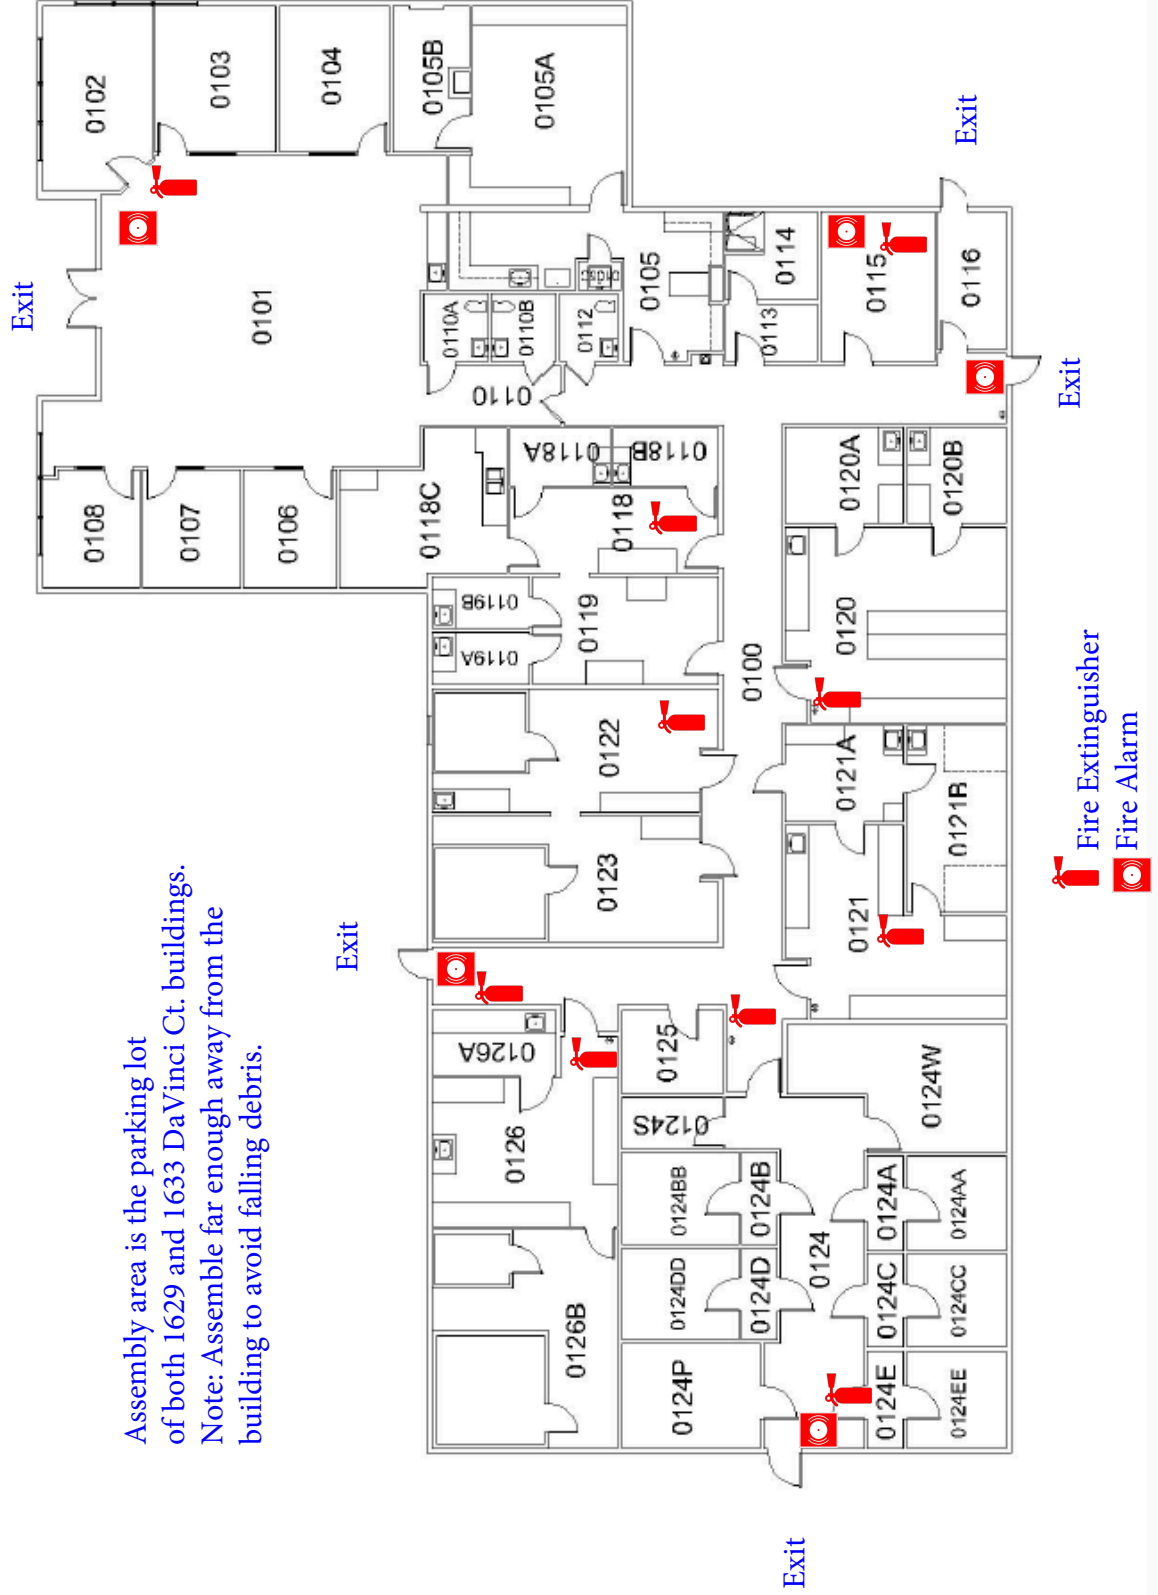 Exit
Assembly area is the parking lot
of both 1629 and 1633 DaVinci Ct. buildings.
Note: Assemble far enough away from the
building to avoid falling debris.
0108
0102
0107
0103
0101
0106
0104
Exit
0118C
0110A
0105B
0126A
0119A
0119B
0110
0110B
0105A
0126
0118A
0112
0126B
0123
0122
0119
0118
0118B
0105
0124P
0124DD
0124BB
0124S
0125
0124D
0124B
0100
0113
0114
Exit
0124
0121
0121A
0120
0120A
0115
0124E
0124C
0124A
0124W
0124EE
0124CC
0124AA
0121B
0120B
0116
Exit
Exit
Fire Extinguisher
Fire Alarm